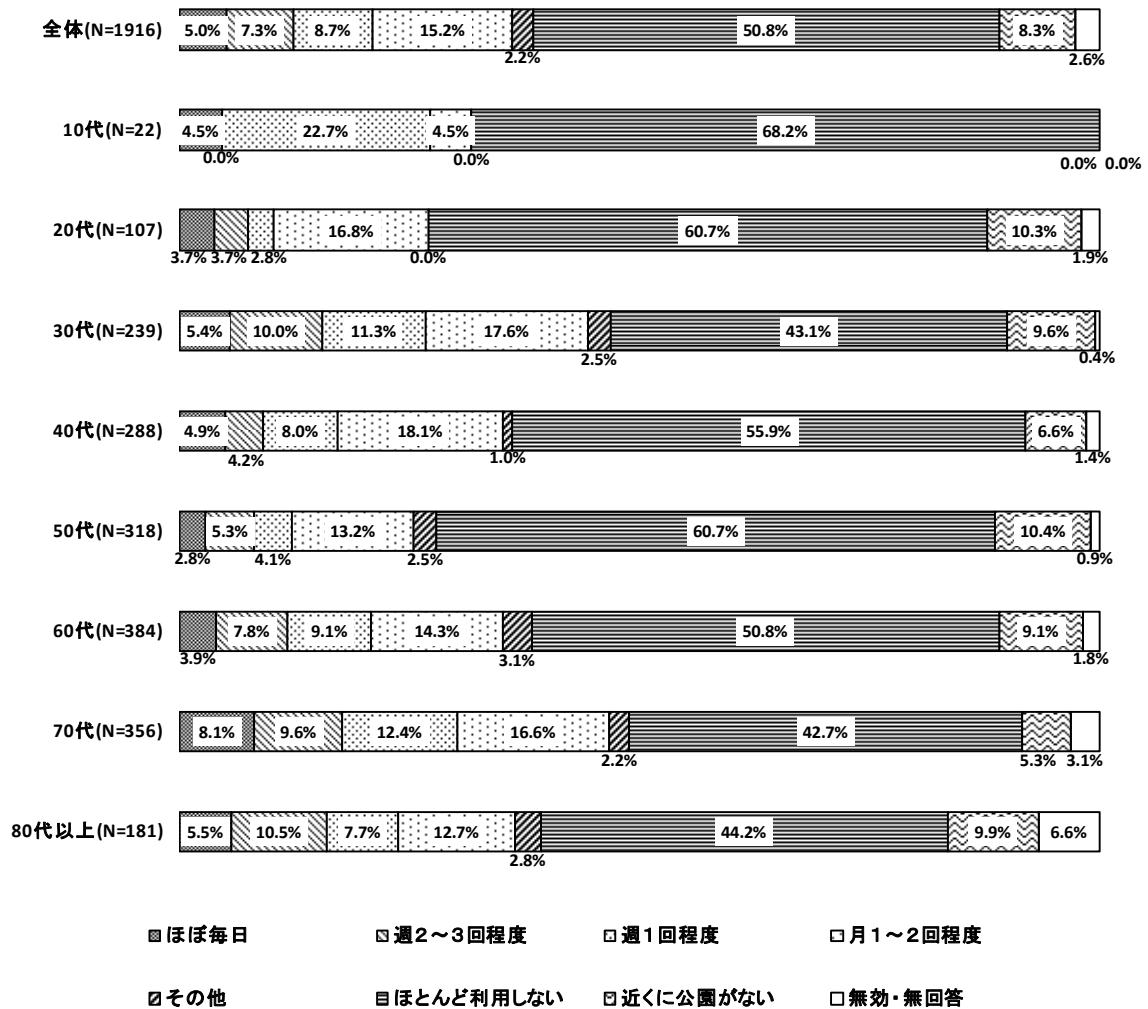 全体(N=1916) 5.0% 7.3% 8.7% 15.2% 50.8% 8.3%
2.2% 2.6%
10代(N=22) 4.5% 22.7% 4.5% 68.2%
0.0% 0.0% 0.0% 0.0%
20代(N=107) 16.8% 60.7% 10.3%
3.7% 3.7% 2.8% 0.0% 1.9%
30代(N=239) 5.4% 10.0% 11.3% 17.6% 43.1% 9.6%
2.5% 0.4%
40代(N=288) 4.9% 8.0% 18.1% 55.9% 6.6%
4.2% 1.0% 1.4%
50代(N=318) 5.3% 13.2% 60.7% 10.4%
2.8% 4.1% 2.5% 0.9%
60代(N=384) 7.8% 9.1% 14.3% 50.8% 9.1%
3.9% 3.1% 1.8%
70代(N=356) 8.1% 9.6% 12.4% 16.6% 42.7%
2.2% 5.3% 3.1%
80代以上(N=181) 5.5% 10.5% 7.7% 12.7% 44.2% 9.9% 6.6%
2.8%
ほぼ毎日 週2～3回程度 週1回程度 月1～2回程度
その他 ほとんど利用しない 近くに公園がない 無効・無回答